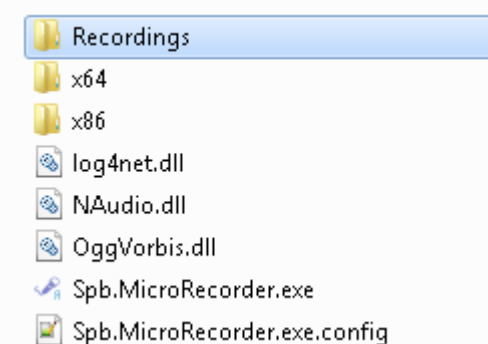 Recordings
x64
x86
log4net.dll
NAudio.dll
OggVorbis.dll
Spb.MicroRecorder.exe
Spb.MicroRecorder.exe.config